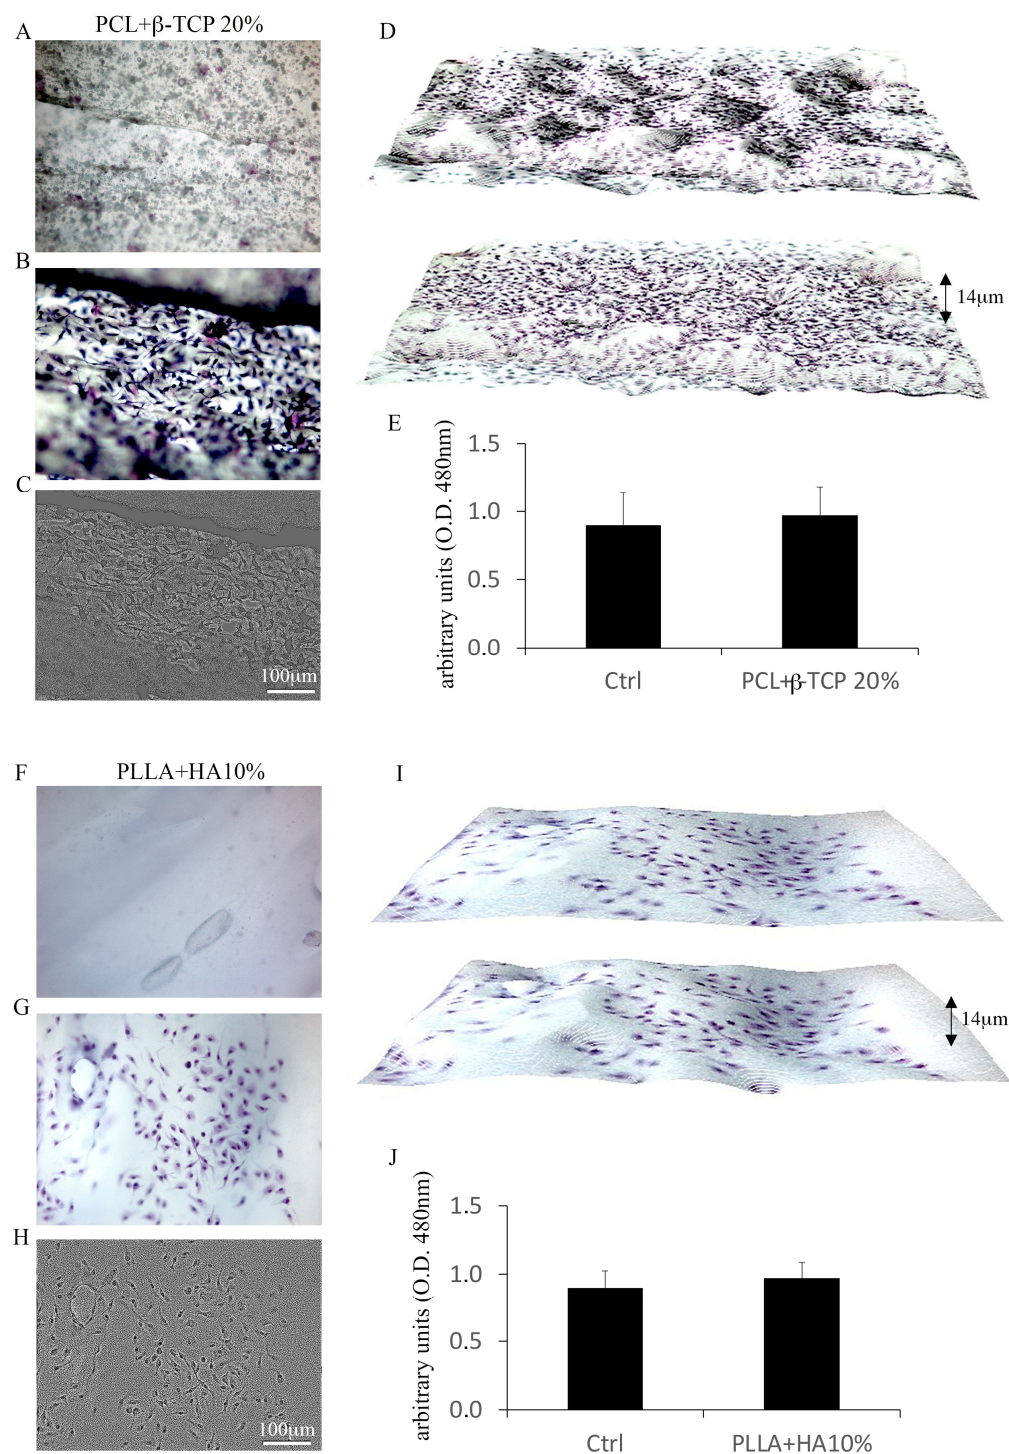 A
PCL+β-TCP 20%
D
B
14μm
C
100μm
E
arbitrary units (O.D. 480nm)
1.5
1.0
0.5
0.0
Ctrl
PCL+β-TCP 20%
F
PLLA+HA10%
I
G
14μm
H
100μm
J
arbitrary units (O.D. 480nm)
1.5
1.0
0.5
0.0
Ctrl
PLLA+HA10%